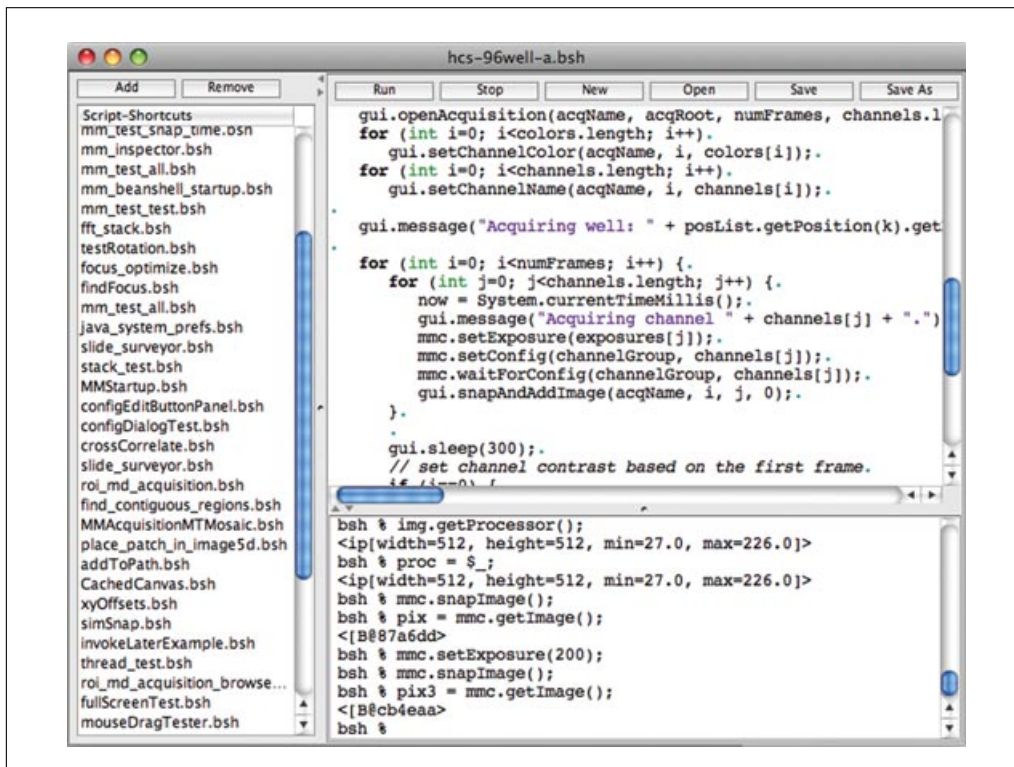 hcs-96well-a.bsh
Add Remove
Script-Shortcuts
mm_test_snap_time.bsh
mm_inspector.bsh
mm_test_all.bsh
mm_beanshell_startup.bsh
mm_test_test.bsh
fft_stack.bsh
testRotation.bsh
focus_optimize.bsh
findFocus.bsh
mm_test_all.bsh
java_system_prefs.bsh
slide_surveyor.bsh
stack_test.bsh
MMStartup.bsh
configEditButtonPanel.bsh
configDialogTest.bsh
crossCorrelate.bsh
slide_surveyor.bsh
roi_md_acquisition.bsh
find_contiguous_regions.bsh
MMAcquisitionMTMosaic.bsh
place_patch_in_image5d.bsh
addToPath.bsh
CachedCanvas.bsh
xyOffsets.bsh
simSnap.bsh
invokeLaterExample.bsh
thread_test.bsh
roi_md_acquisition_browse...
fullScreenTest.bsh
mouseDragTester.bsh
Run Stop New Open Save Save As
gui.openAcquisition(acqName, acqRoot, numFrames, channels.l
for (int i=0; i<colors.length; i++).
gui.setChannelColor(acqName, i, colors[i]);.
for (int i=0; i<channels.length; i++).
gui.setChannelName(acqName, i, channels[i]);.
.
gui.message("Acquiring well: " + posList.getPosition(k).get
.
for (int i=0; i<numFrames; i++) {.
for (int j=0; j<channels.length; j++) {.
now = System.currentTimeMillis();.
gui.message("Acquiring channel " + channels[j] + ".")
mmc.setExposure(exposures[j]);.
mmc.setConfig(channelGroup, channels[j]);.
mmc.waitForConfig(channelGroup, channels[j]);.
gui.snapAndAddImage(acqName, i, j, 0);.
}.
.
gui.sleep(300);.
// set channel contrast based on the first frame.
if (i==0) {
bsh % img.getProcessor();
<ip[width=512, height=512, min=27.0, max=226.0]>
bsh % proc = $_;
<ip[width=512, height=512, min=27.0, max=226.0]>
bsh % mmc.snapImage();
bsh % pix = mmc.getImage();
<[B@87a6dd>
bsh % mmc.setExposure(200);
bsh % mmc.snapImage();
bsh % pix3 = mmc.getImage();
<[B@cb4eaa>
bsh %